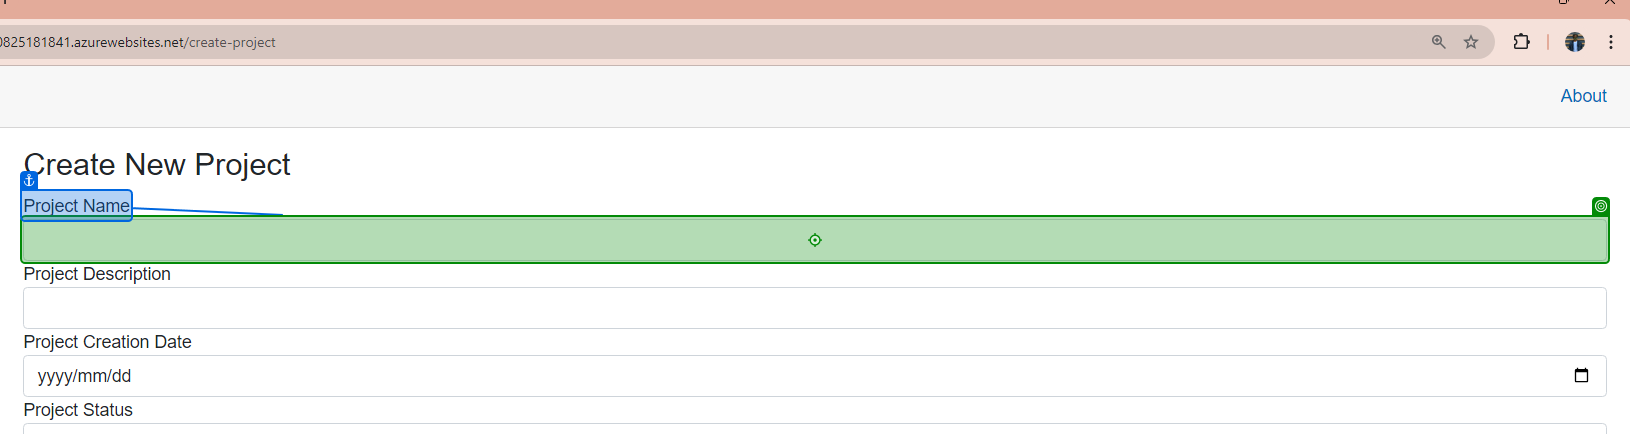 0825181841.azurewebsites.net/create-project
About
Create New Project
Project Name
Project Description
Project Creation Date
yyyy/mm/dd
Project Status